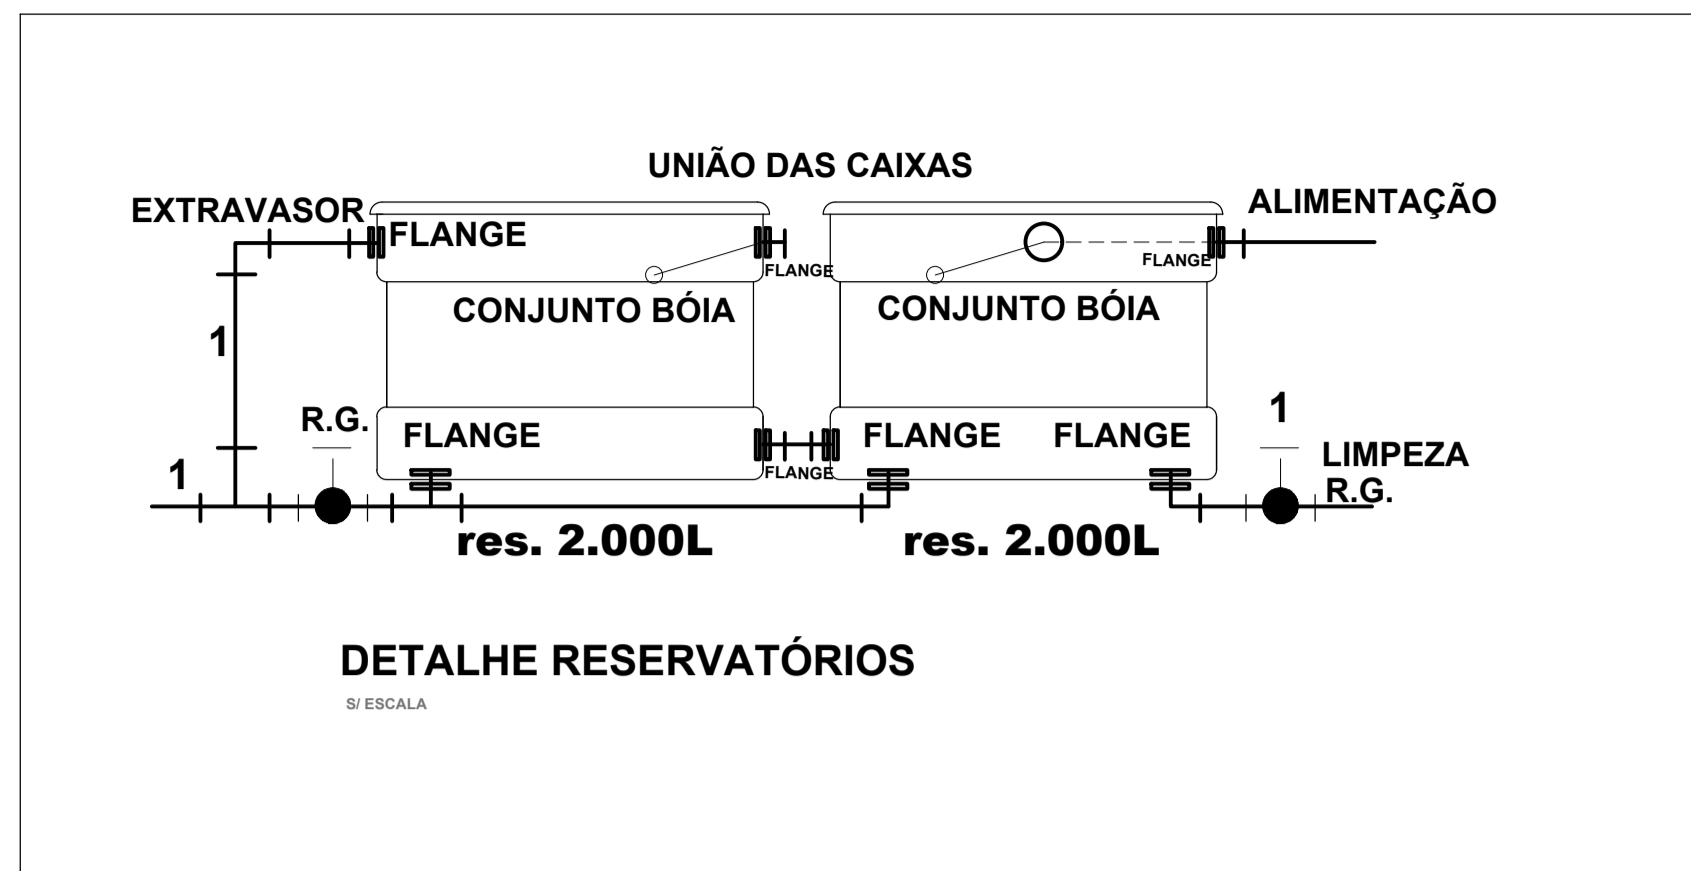 UNIÃO DAS CAIXAS
EXTRAVASOR
ALIMENTAÇÃO
FLANGE
FLANGE
FLANGE
CONJUNTO BÓIA
CONJUNTO BÓIA
1
R.G.
1
FLANGE
FLANGE
FLANGE
1
FLANGE
LIMPEZA
R.G.
res. 2.000L
res. 2.000L
DETALHE RESERVATÓRIOS
S/ ESCALA